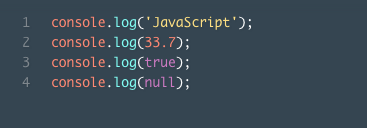 1 console.log('JavaScript');
2 console.log(33.7);
3 console.log(true);
4 console.log(null);